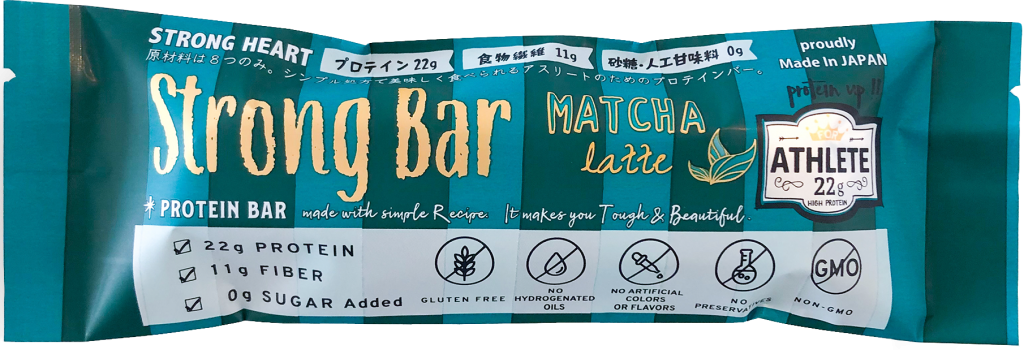 STRONG HEART
プロテイン 22g
食物繊維 11g
砂糖・人工甘味料 0g
proudly
Made In JAPAN
原材料は8つのみ。シンプル処方で美味しく食べられるアスリートのためのプロテインバー。
protein up!!
Strong Bar
MATCHA
latte
ATHLETE
22g
HIGH PROTEIN
PROTEIN BAR
made with simple Recipe. It makes you Tough & Beautiful.
22g PROTEIN
11g FIBER
0g SUGAR Added
GLUTEN FREE
NO
HYDROGENATED
OILS
NO ARTIFICIAL
COLORS
OR FLAVORS
NO
PRESERVATIVES
GMO
NON-GMO